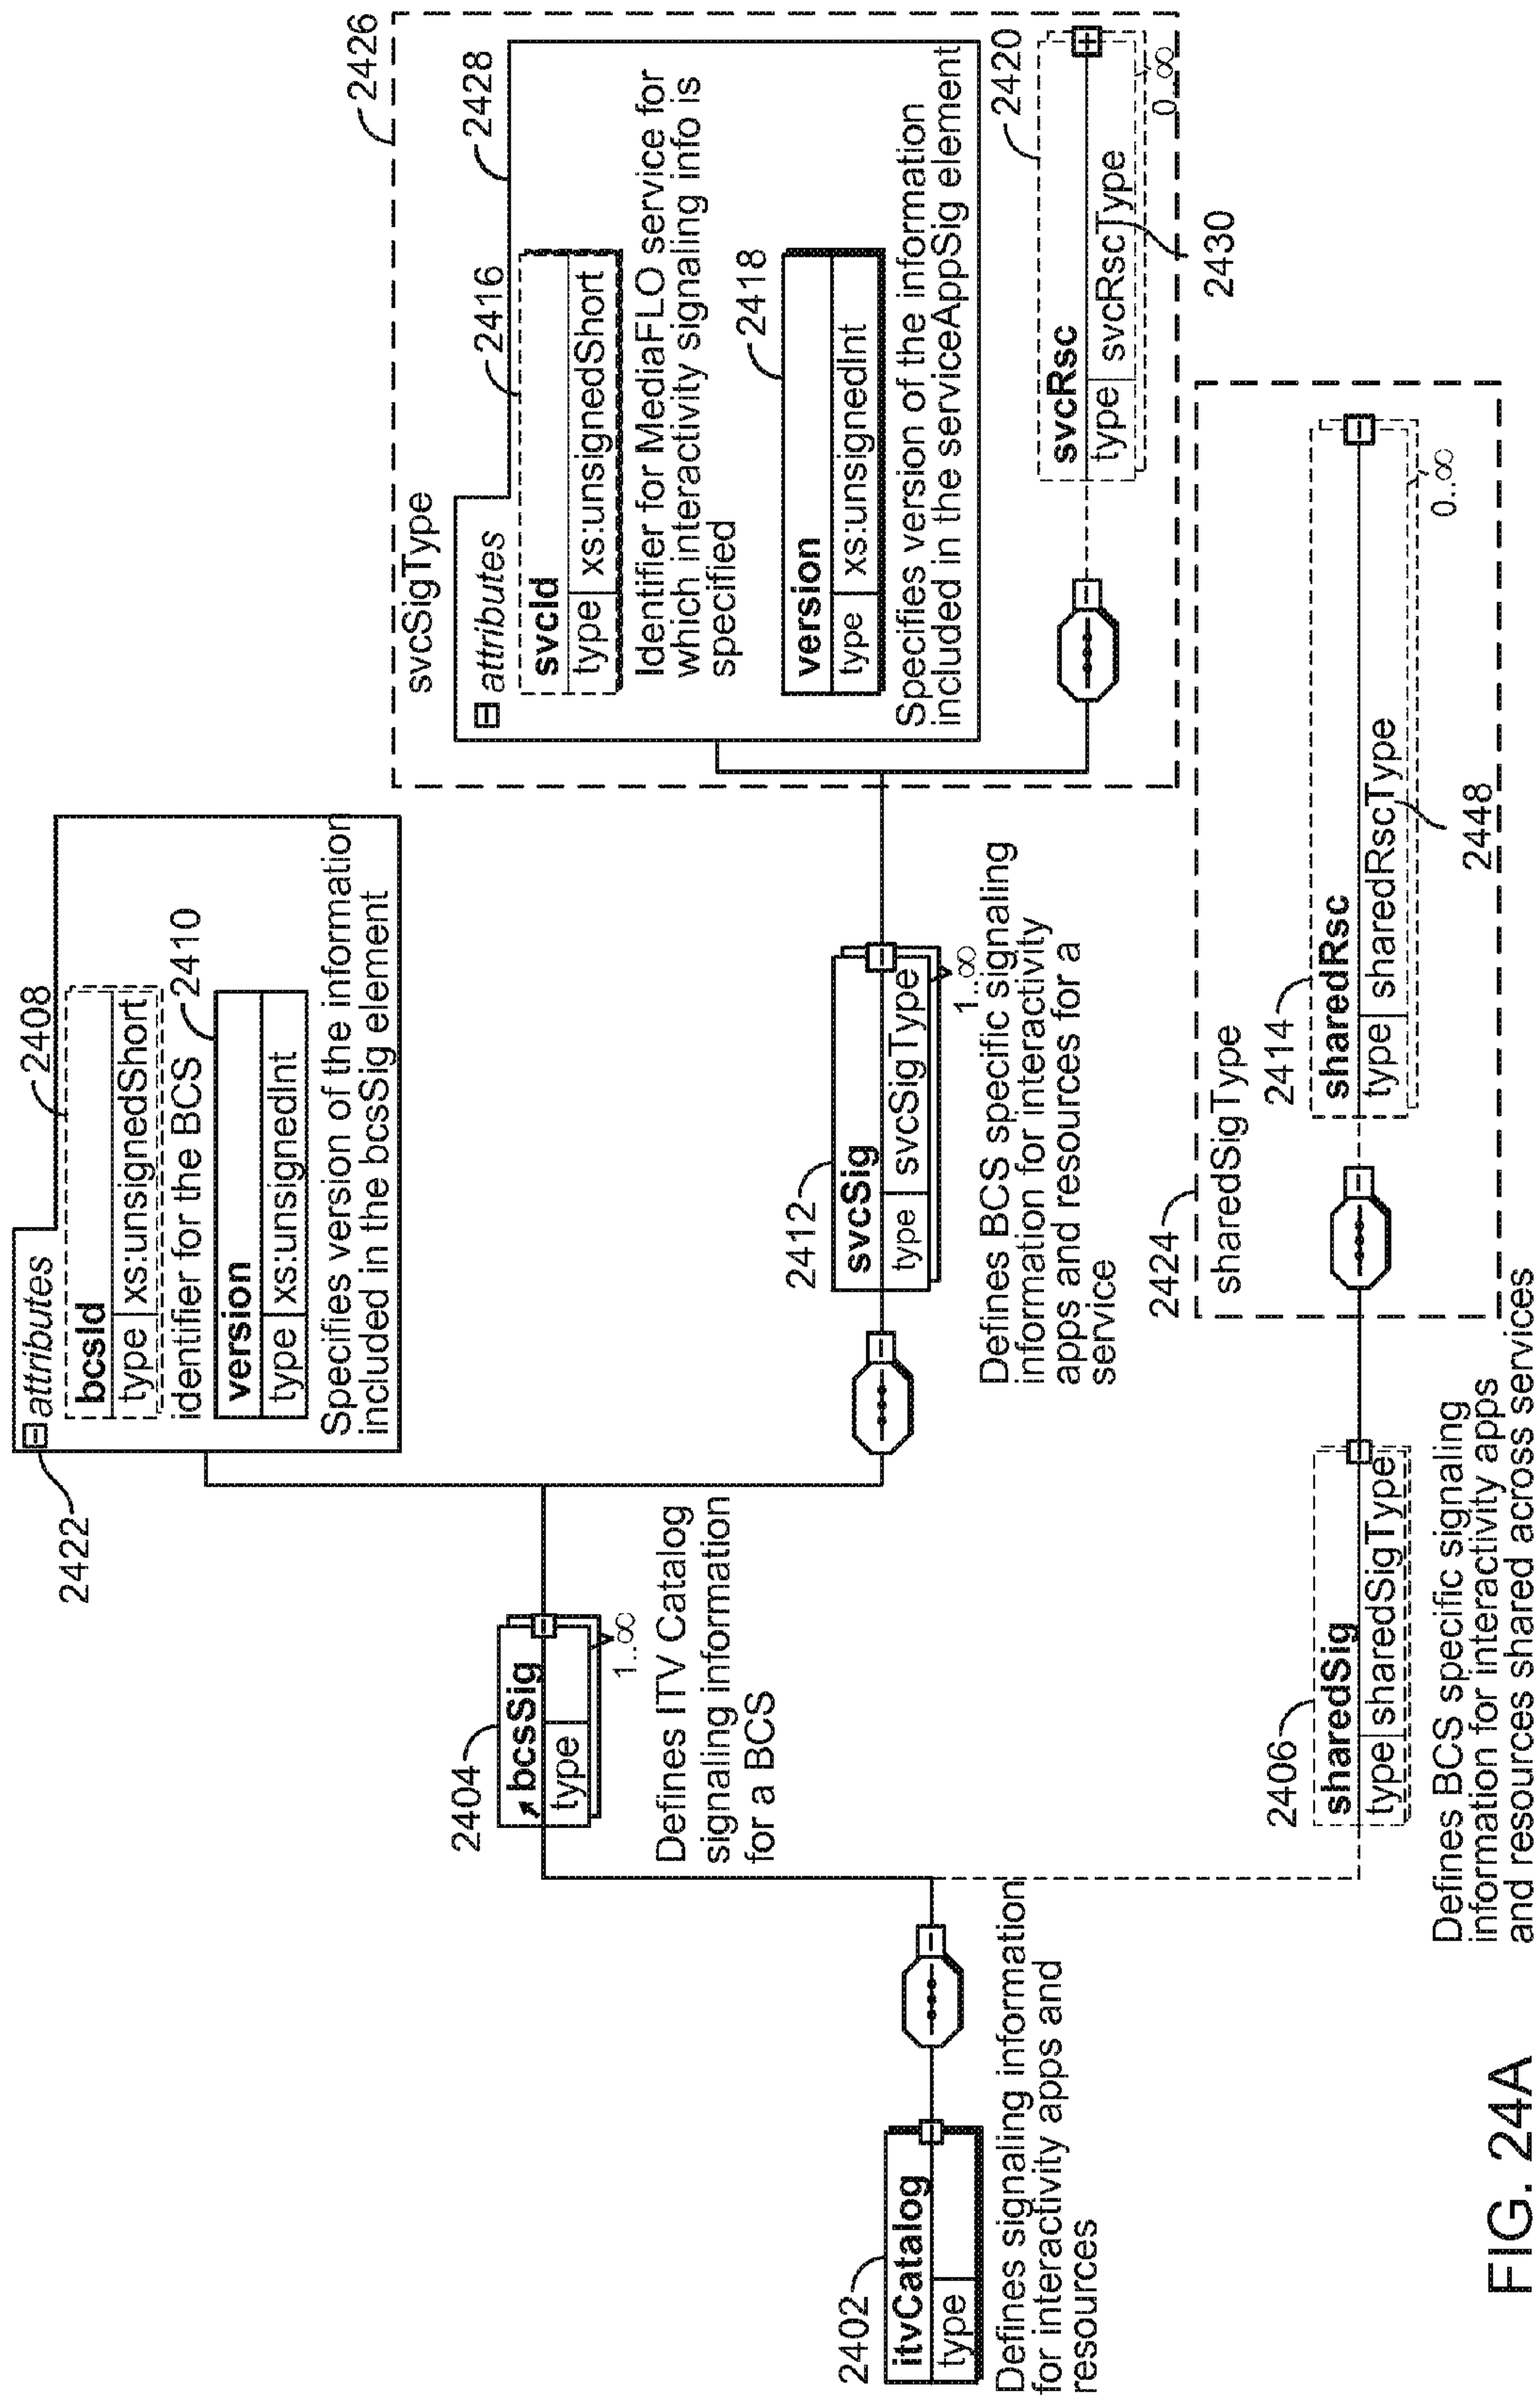 2402
itvCatalog
type
Defines signaling information
for interactivity apps and
resources
2404
bcsSig
type
1..∞
Defines ITV Catalog
signaling information
for a BCS
2422
attributes
2408
bcsId
type xs:unsignedShort
identifier for the BCS
2410
version
type xs:unsignedInt
Specifies version of the information
included in the bcsSig element
2412
svcSig
type svcSigType
1..∞
Defines BCS specific signaling
information for interactivity
apps and resources for a
service
svcSigType
2426
attributes
2428
2416
svcId
type xs:unsignedShort
Identifier for MediaFLO service for
which interactivity signaling info is
specified
2418
version
type xs:unsignedInt
Specifies version of the information
included in the serviceAppSig element
2420
svcRsc
type svcRscType
0..∞
2430
2406
sharedSig
type sharedSigType
Defines BCS specific signaling
information for interactivity apps
and resources shared across services
2424
sharedSigType
2414
sharedRsc
type sharedRscType
0..∞
2448
FIG. 24A